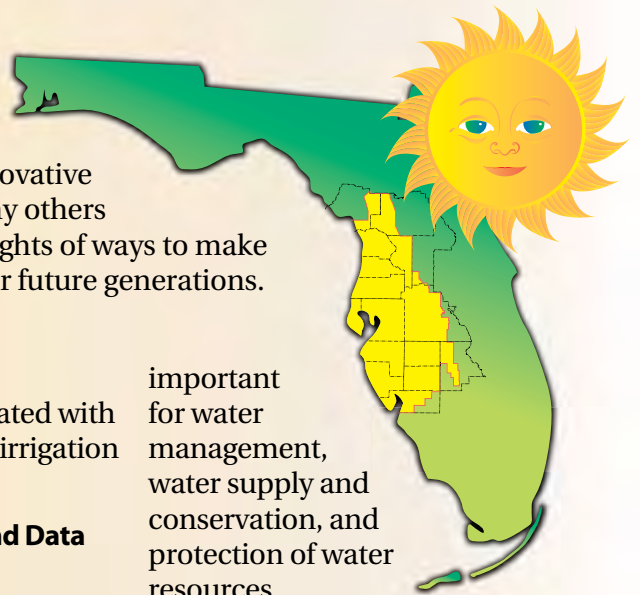 ovative
y others
ghts of ways to make
r future generations.
ated with
irrigation
d Data
important
for water
management,
water supply and
conservation, and
protection of water
resources